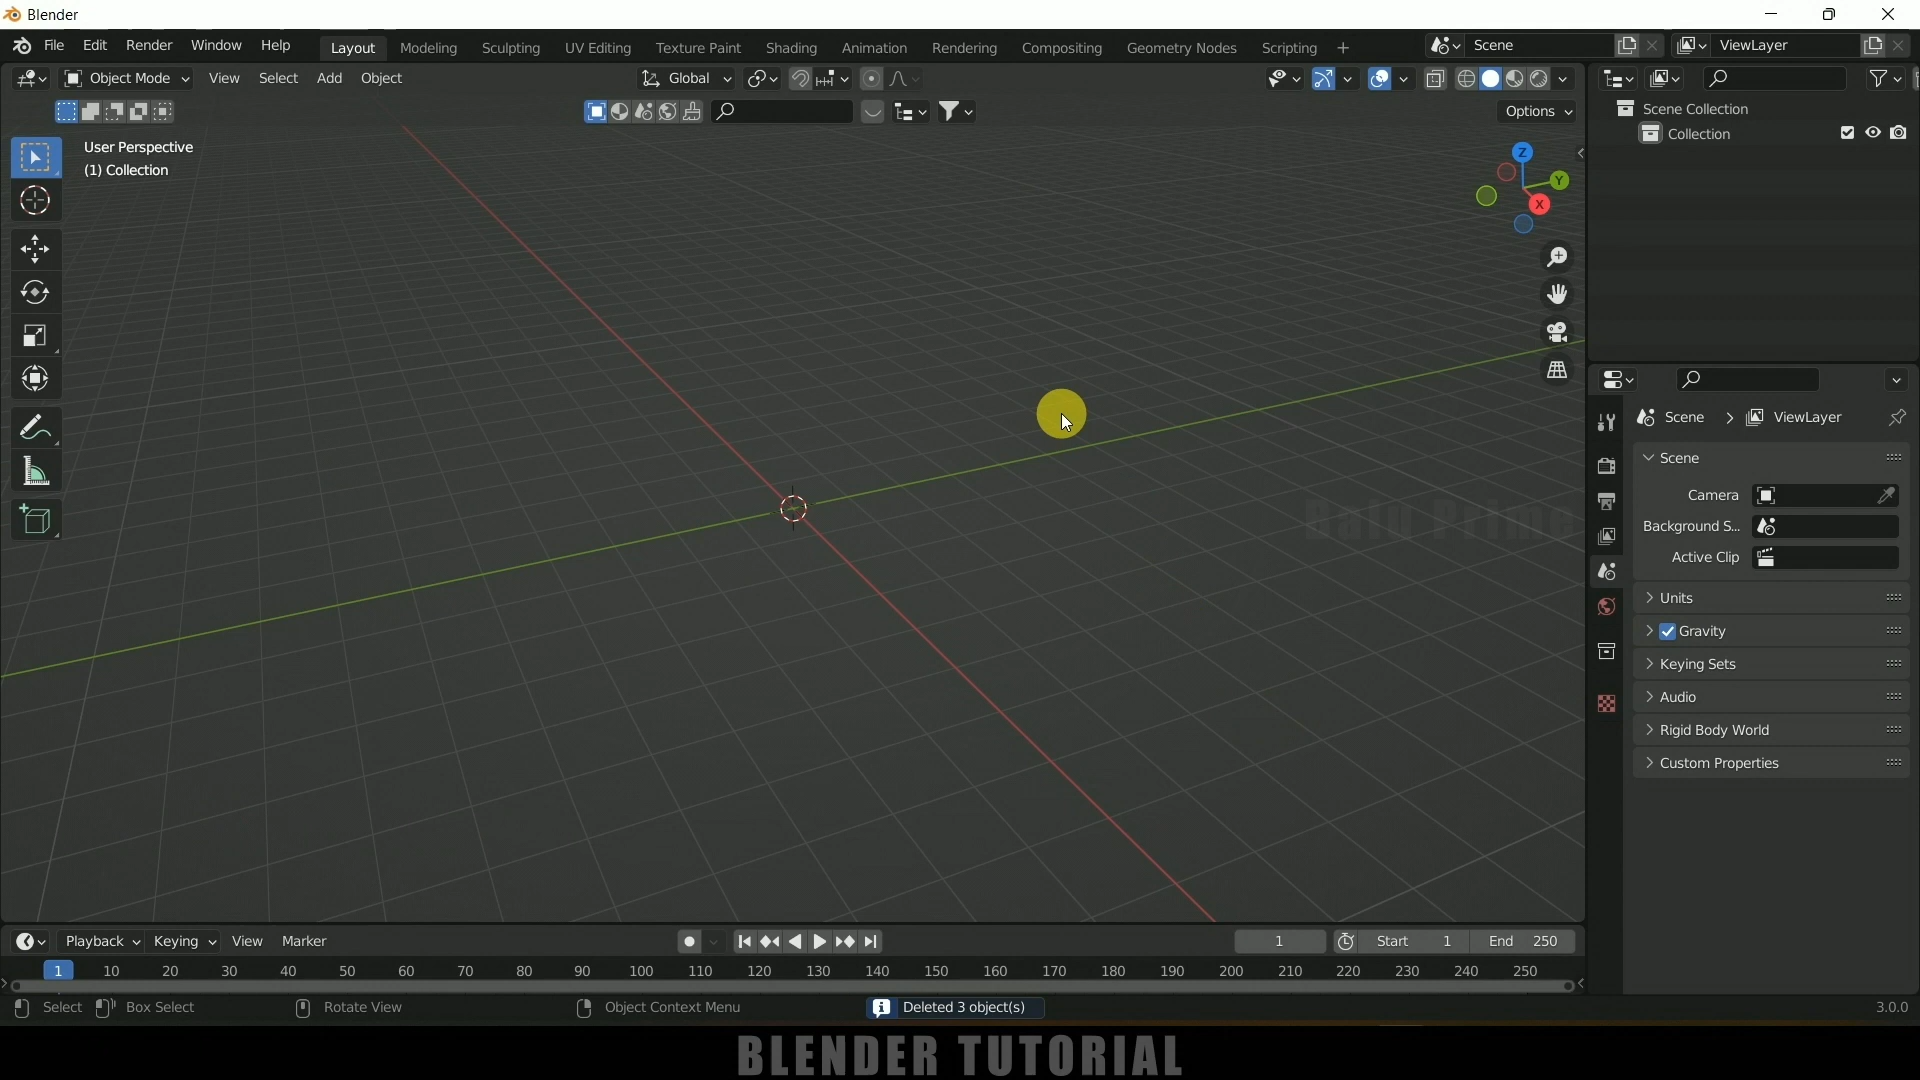 Blender
File Edit Render Window Help Layout Modeling Sculpting UV Editing Texture Paint Shading Animation Rendering Compositing Geometry Nodes Scripting + Scene ViewLayer
Object Mode View Select Add Object Global
Options
Scene Collection
Collection
User Perspective
(1) Collection
Z
Y
X
Scene > ViewLayer
Scene
Camera
Background S...
Active Clip
Units
Gravity
Keying Sets
Audio
Rigid Body World
Custom Properties
Playback Keying View Marker 1 Start 1 End 250
1 10 20 30 40 50 60 70 80 90 100 110 120 130 140 150 160 170 180 190 200 210 220 230 240 250
Select Box Select Rotate View Object Context Menu Deleted 3 object(s) 3.0.0
BLENDER TUTORIAL